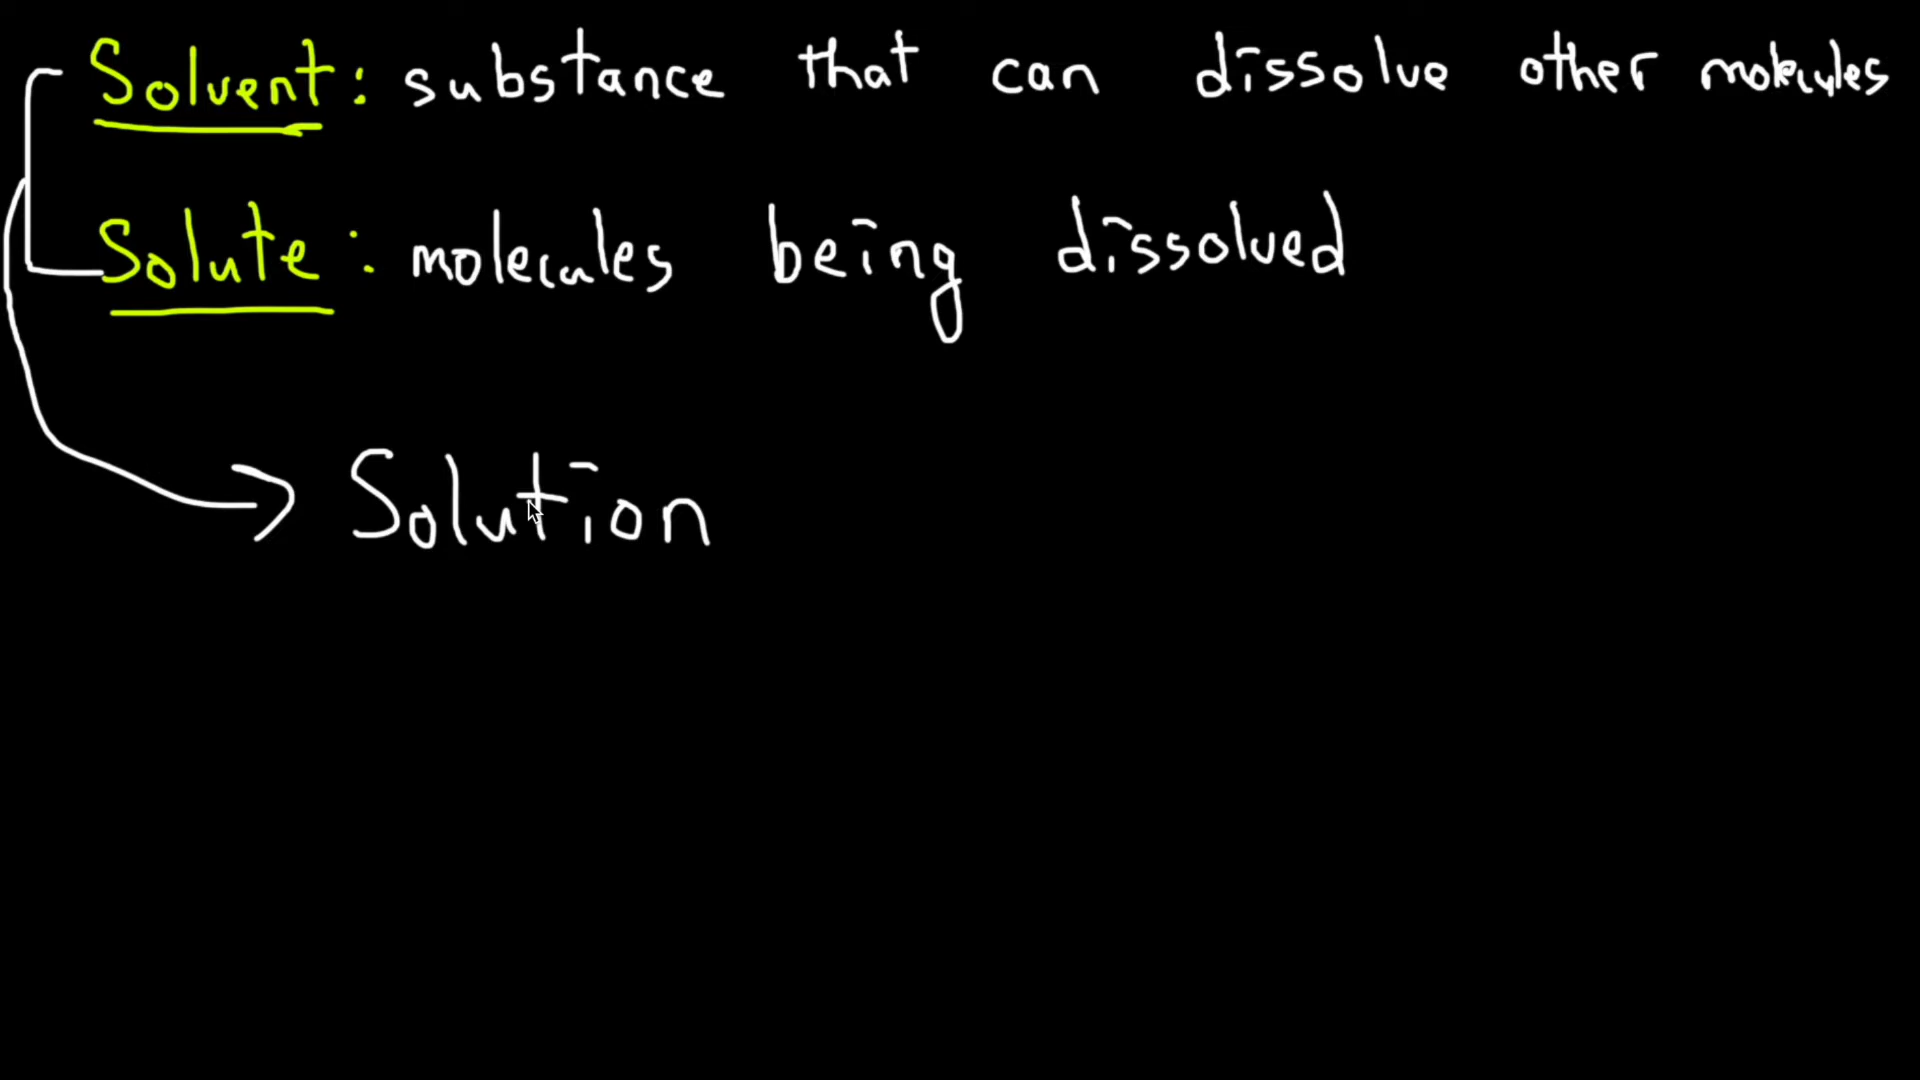 Solvent: substance that can dissolve other molecules
Solute: molecules being dissolved
Solution